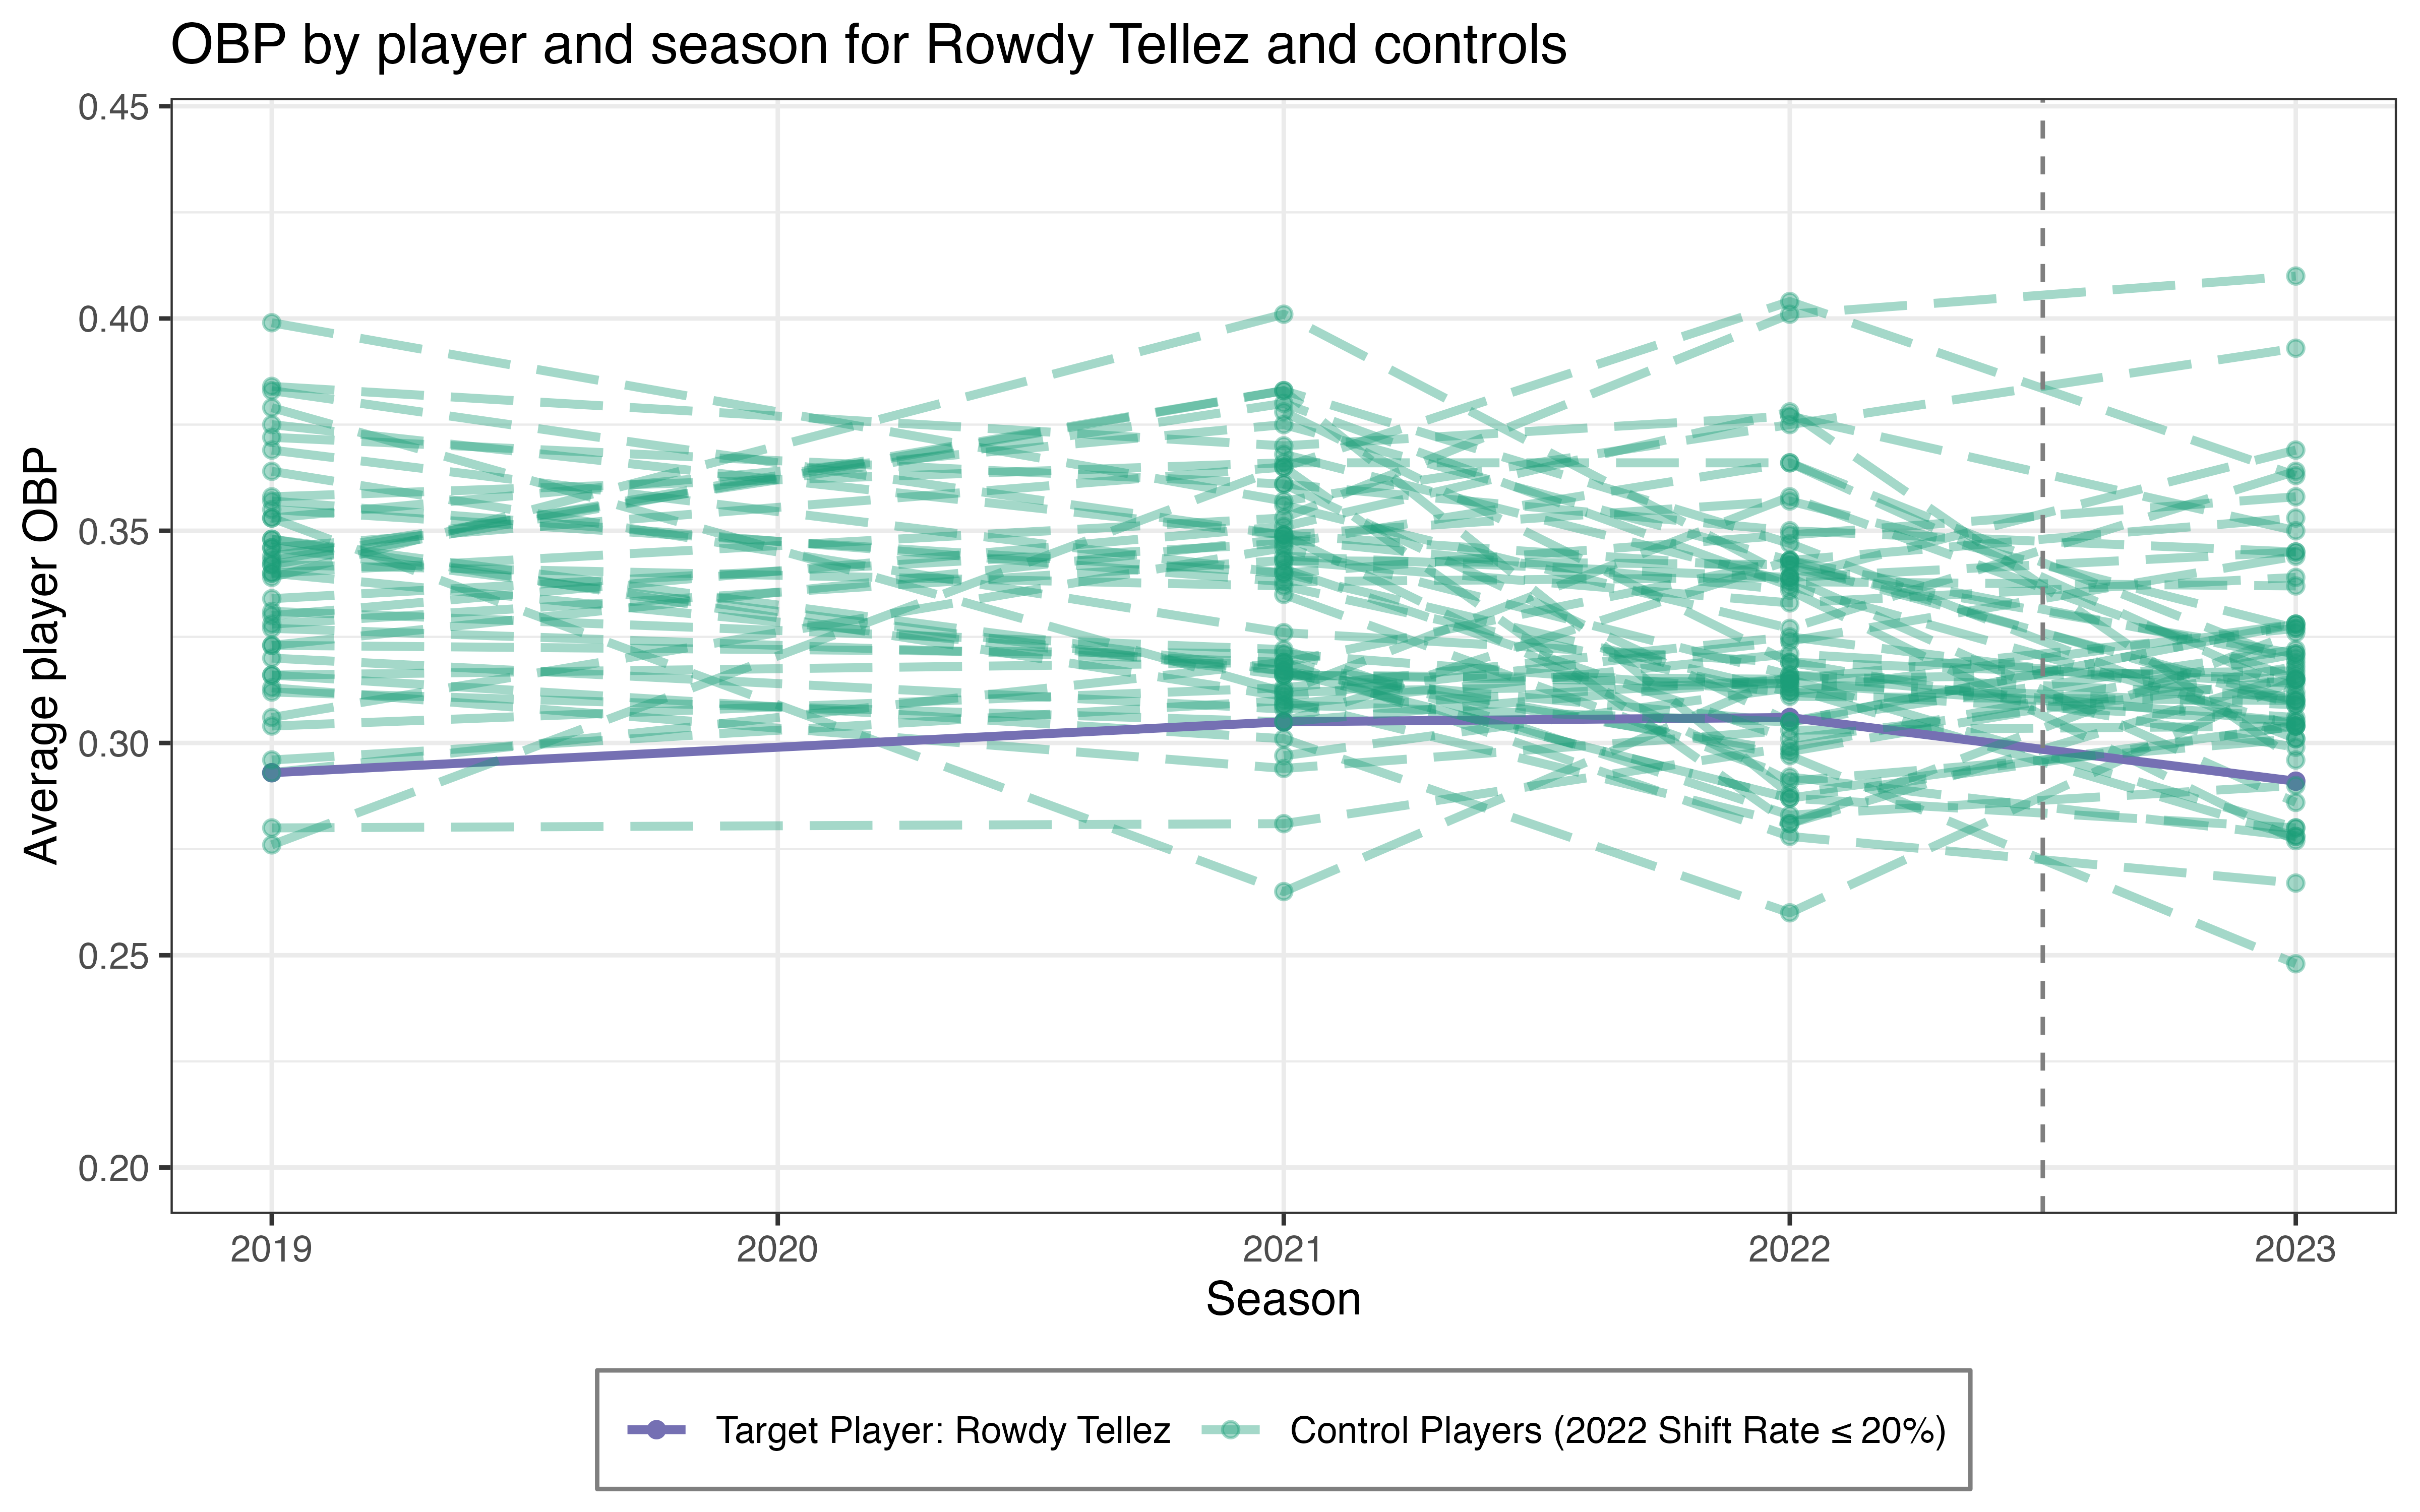 OBP by player and season for Rowdy Tellez and controls
Average player OBP
0.45
0.40
0.35
0.30
0.25
0.20
2019
2020
2021
2022
2023
Season
Target Player: Rowdy Tellez
Control Players (2022 Shift Rate ≤ 20%)